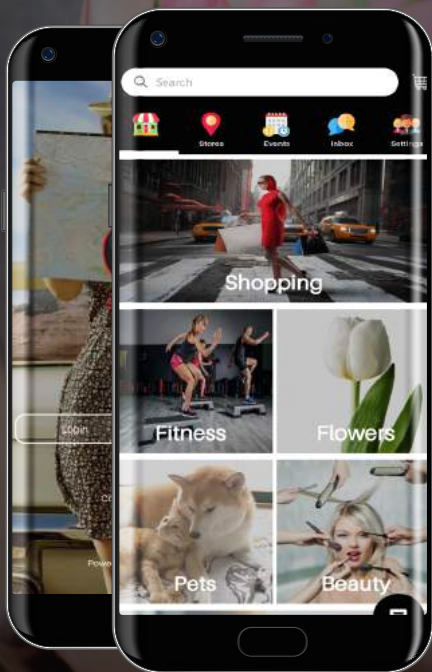 Search
Stores
Events
Inbox
Settings
Shopping
Fitness
Flowers
Pets
Beauty
Login